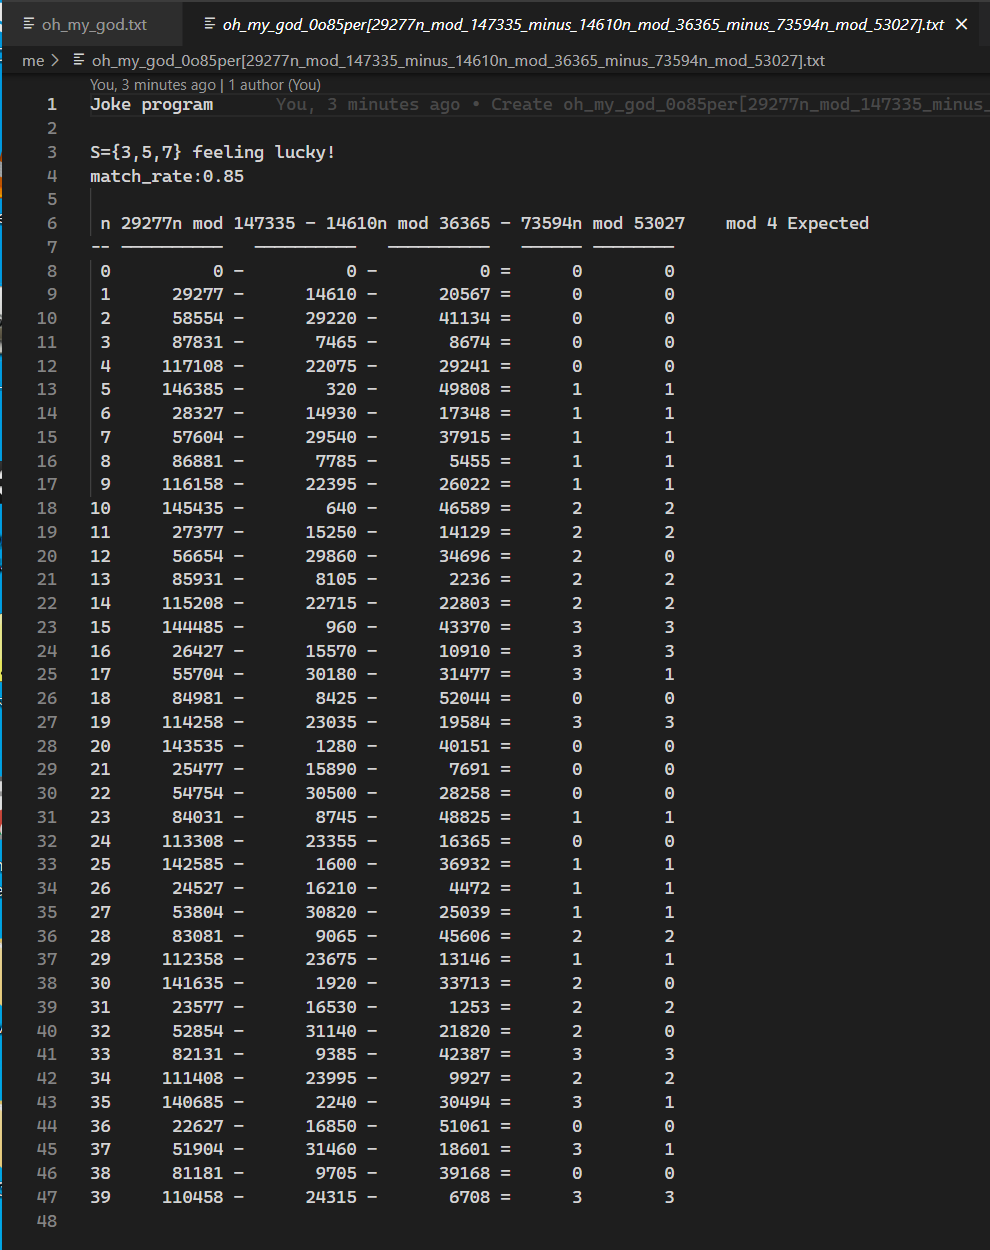 oh_my_god.txt
oh_my_god_0o85per[29277n_mod_147335_minus_14610n_mod_36365_minus_73594n_mod_53027].txt
me > oh_my_god_0o85per[29277n_mod_147335_minus_14610n_mod_36365_minus_73594n_mod_53027].txt
You, 3 minutes ago | 1 author (You)
1 Joke program You, 3 minutes ago • Create oh_my_god_0o85per[29277n_mod_147335_minus_
2
3 S={3,5,7} feeling lucky!
4 match_rate:0.85
5
6 n 29277n mod 147335 - 14610n mod 36365 - 73594n mod 53027 mod 4 Expected
7 -- —————————— —————————— —————————— —————— ————————
8 0 0 - 0 - 0 = 0 0
9 1 29277 - 14610 - 20567 = 0 0
10 2 58554 - 29220 - 41134 = 0 0
11 3 87831 - 7465 - 8674 = 0 0
12 4 117108 - 22075 - 29241 = 0 0
13 5 146385 - 320 - 49808 = 1 1
14 6 28327 - 14930 - 17348 = 1 1
15 7 57604 - 29540 - 37915 = 1 1
16 8 86881 - 7785 - 5455 = 1 1
17 9 116158 - 22395 - 26022 = 1 1
18 10 145435 - 640 - 46589 = 2 2
19 11 27377 - 15250 - 14129 = 2 2
20 12 56654 - 29860 - 34696 = 2 0
21 13 85931 - 8105 - 2236 = 2 2
22 14 115208 - 22715 - 22803 = 2 2
23 15 144485 - 960 - 43370 = 3 3
24 16 26427 - 15570 - 10910 = 3 3
25 17 55704 - 30180 - 31477 = 3 1
26 18 84981 - 8425 - 52044 = 0 0
27 19 114258 - 23035 - 19584 = 3 3
28 20 143535 - 1280 - 40151 = 0 0
29 21 25477 - 15890 - 7691 = 0 0
30 22 54754 - 30500 - 28258 = 0 0
31 23 84031 - 8745 - 48825 = 1 1
32 24 113308 - 23355 - 16365 = 0 0
33 25 142585 - 1600 - 36932 = 1 1
34 26 24527 - 16210 - 4472 = 1 1
35 27 53804 - 30820 - 25039 = 1 1
36 28 83081 - 9065 - 45606 = 2 2
37 29 112358 - 23675 - 13146 = 1 1
38 30 141635 - 1920 - 33713 = 2 0
39 31 23577 - 16530 - 1253 = 2 2
40 32 52854 - 31140 - 21820 = 2 0
41 33 82131 - 9385 - 42387 = 3 3
42 34 111408 - 23995 - 9927 = 2 2
43 35 140685 - 2240 - 30494 = 3 1
44 36 22627 - 16850 - 51061 = 0 0
45 37 51904 - 31460 - 18601 = 3 1
46 38 81181 - 9705 - 39168 = 0 0
47 39 110458 - 24315 - 6708 = 3 3
48